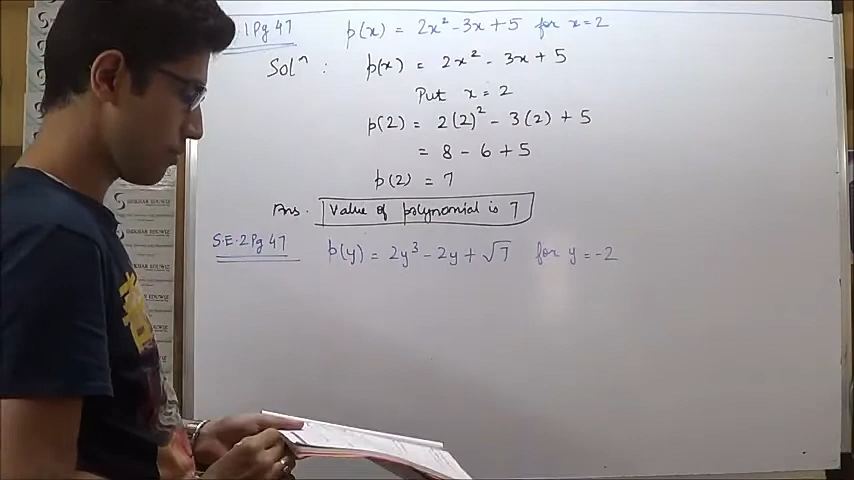 .1 Pg 47 p(x) = 2x² - 3x + 5 for x = 2
Solⁿ : p(x) = 2x² - 3x + 5
Put x = 2
p(2) = 2(2)² - 3(2) + 5
= 8 - 6 + 5
p(2) = 7
Ans. Value of polynomial is 7
S.E.2 Pg 47 p(y) = 2y³ - 2y + √7 for y = -2